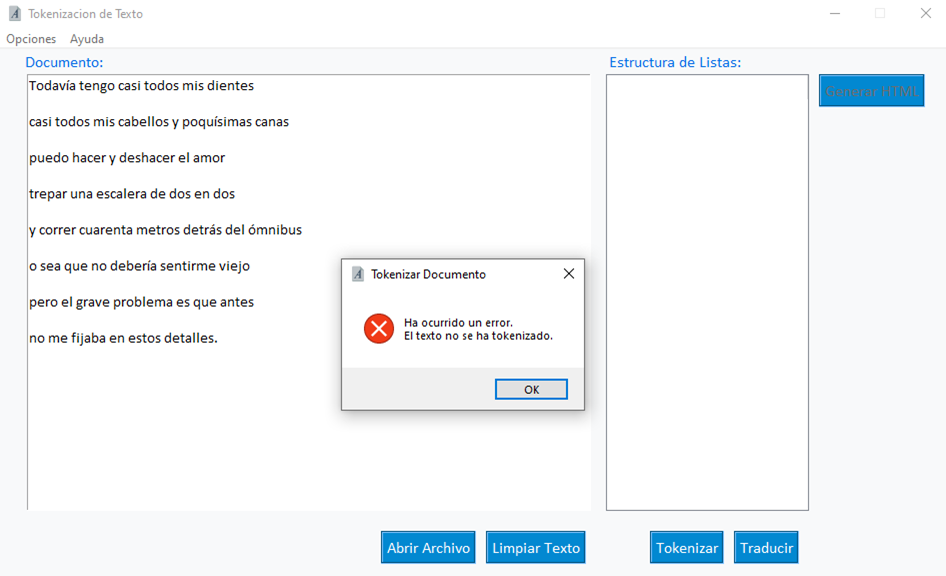 Tokenizacion de Texto
Opciones Ayuda
Documento:
Estructura de Listas:
Todavía tengo casi todos mis dientes
casi todos mis cabellos y poquísimas canas
puedo hacer y deshacer el amor
trepar una escalera de dos en dos
y correr cuarenta metros detrás del ómnibus
o sea que no debería sentirme viejo
pero el grave problema es que antes
no me fijaba en estos detalles.
Generar HTML
Tokenizar Documento
Ha ocurrido un error.
El texto no se ha tokenizado.
OK
Abrir Archivo Limpiar Texto Tokenizar Traducir